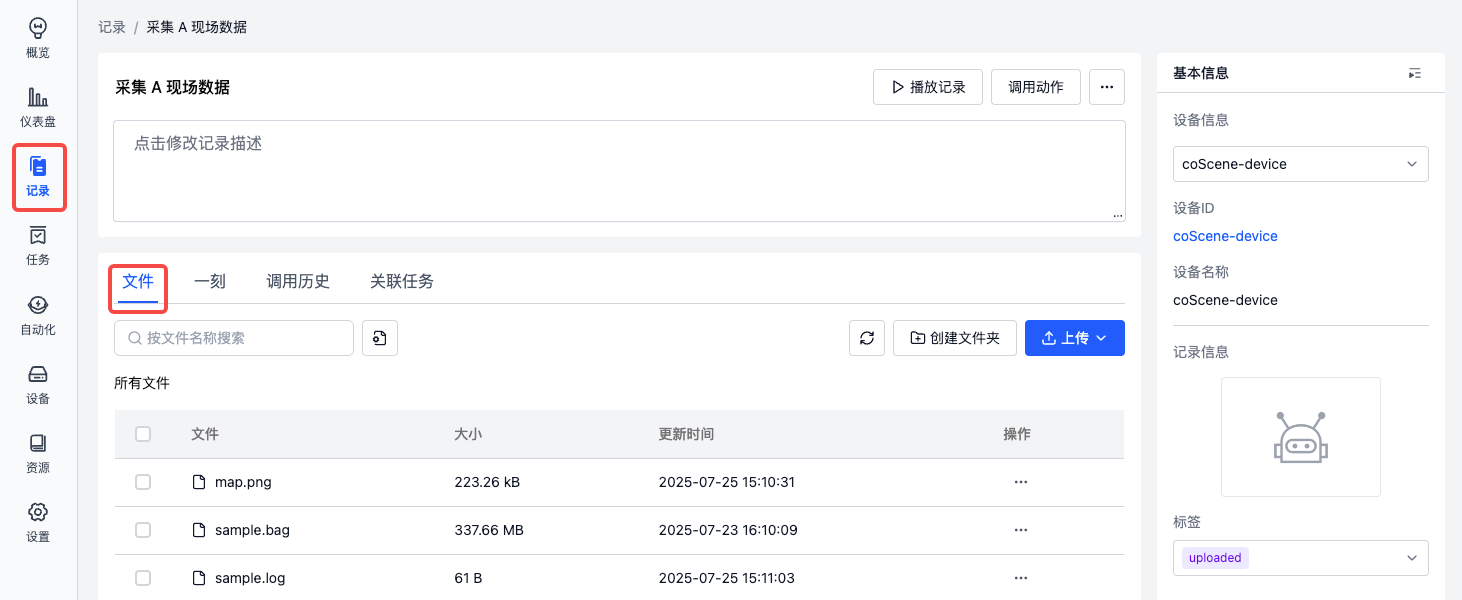 概览
仪表盘
记录
任务
自动化
设备
资源
设置
记录 / 采集 A 现场数据
采集 A 现场数据
播放记录
调用动作
点击修改记录描述
文件 一刻 调用历史 关联任务
按文件名称搜索
创建文件夹
上传
所有文件
文件 大小 更新时间 操作
map.png 223.26 kB 2025-07-25 15:10:31
sample.bag 337.66 MB 2025-07-23 16:10:09
sample.log 61 B 2025-07-25 15:11:03
基本信息
设备信息
coScene-device
设备ID
coScene-device
设备名称
coScene-device
记录信息
标签
uploaded